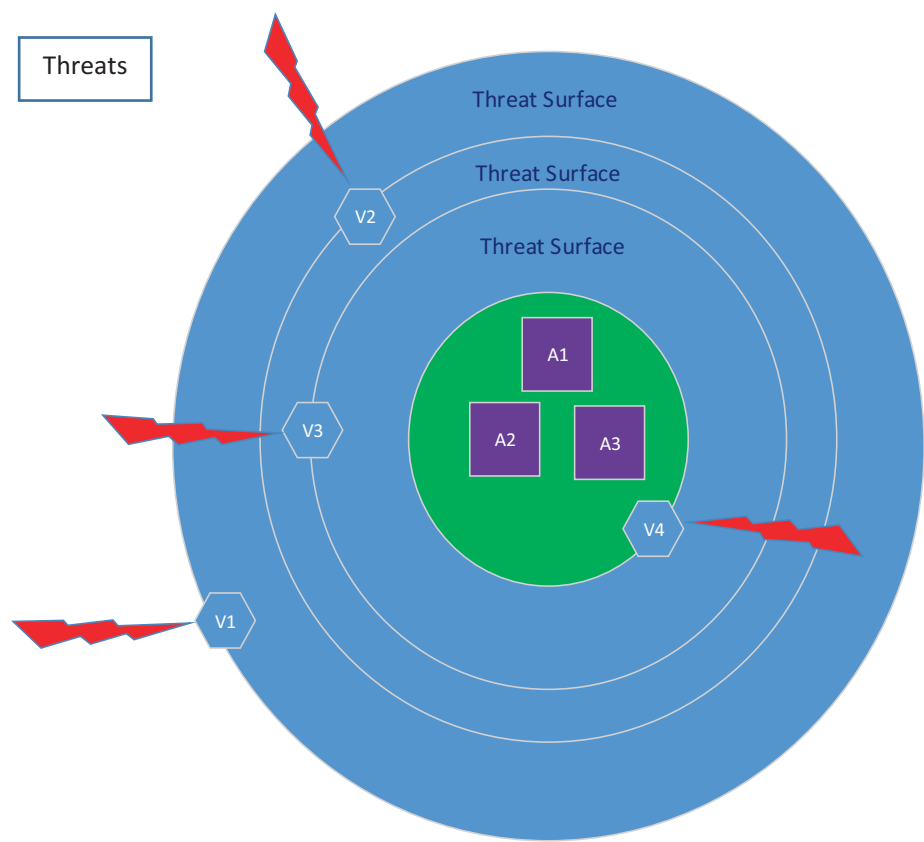 Threats
Threat Surface
Threat Surface
V2
Threat Surface
A1
V3
A2
A3
V4
V1